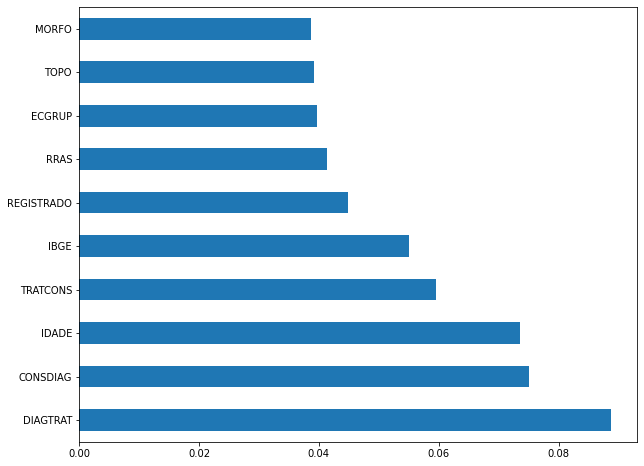 MORFO
TOPO
ECGRUP
RRAS
REGISTRADO
IBGE
TRATCONS
IDADE
CONSDIAG
DIAGTRAT
0.00 0.02 0.04 0.06 0.08